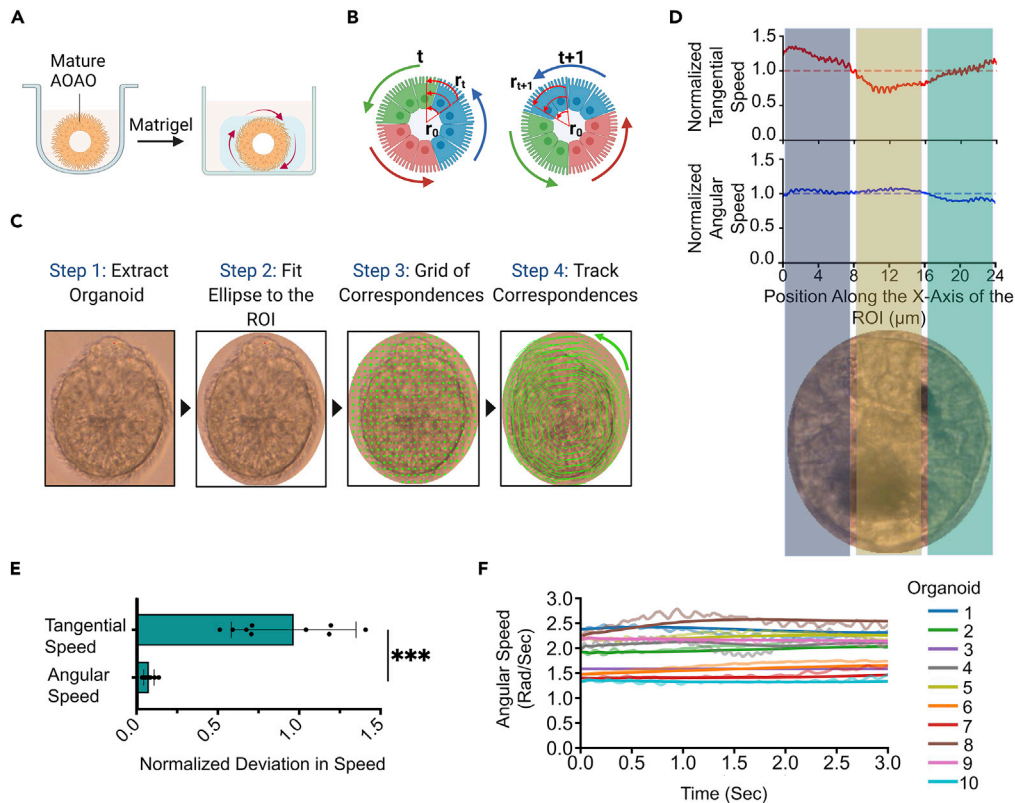 A
Mature
AOAO
Matrigel
B
t
r_t
r_0
t+1
r_{t+1}
r_0
C
Step 1: Extract
Organoid
Step 2: Fit
Ellipse to the
ROI
Step 3: Grid of
Correspondences
Step 4: Track
Correspondences
D
Normalized
Tangential
Speed
1.5
1.0
0.5
0.0
Normalized
Angular
Speed
1.5
1.0
0.5
0.0
0 4 8 12 16 20 24
Position Along the X-Axis of the
ROI (µm)
E
Tangential
Speed
Angular
Speed
***
0.0 0.5 1.0 1.5
Normalized Deviation in Speed
F
Angular Speed
(Rad/Sec)
3.0
2.5
2.0
1.5
1.0
0.5
0.0
0.0 0.5 1.0 1.5 2.0 2.5 3.0
Time (Sec)
Organoid
1
2
3
4
5
6
7
8
9
10